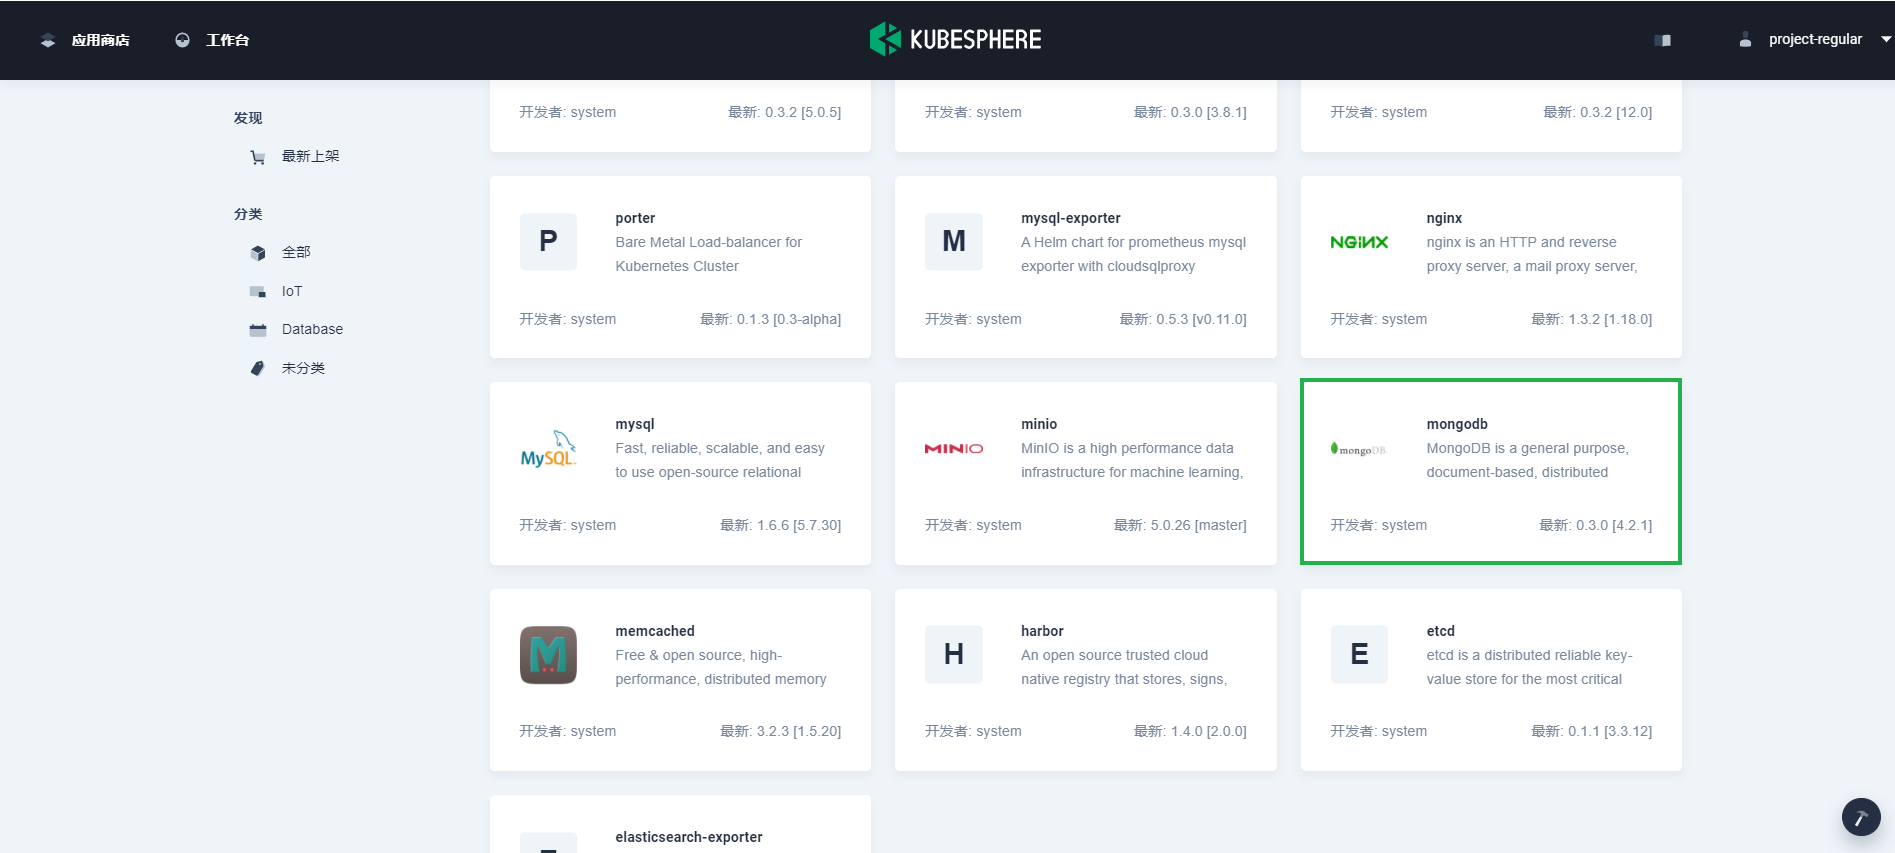 应用商店
工作台
KUBESPHERE
project-regular
发现
最新上架
分类
全部
IoT
Database
未分类
开发者: system
最新: 0.3.2 [5.0.5]
开发者: system
最新: 0.3.0 [3.8.1]
开发者: system
最新: 0.3.2 [12.0]
P
porter
Bare Metal Load-balancer for
Kubernetes Cluster
开发者: system
最新: 0.1.3 [0.3-alpha]
M
mysql-exporter
A Helm chart for prometheus mysql
exporter with cloudsqlproxy
开发者: system
最新: 0.5.3 [v0.11.0]
NGINX
nginx
nginx is an HTTP and reverse
proxy server, a mail proxy server,
开发者: system
最新: 1.3.2 [1.18.0]
MySQL
mysql
Fast, reliable, scalable, and easy
to use open-source relational
开发者: system
最新: 1.6.6 [5.7.30]
MINIO
minio
MinIO is a high performance data
infrastructure for machine learning,
开发者: system
最新: 5.0.26 [master]
mongoDB.
mongodb
MongoDB is a general purpose,
document-based, distributed
开发者: system
最新: 0.3.0 [4.2.1]
M
memcached
Free & open source, high-
performance, distributed memory
开发者: system
最新: 3.2.3 [1.5.20]
H
harbor
An open source trusted cloud
native registry that stores, signs,
开发者: system
最新: 1.4.0 [2.0.0]
E
etcd
etcd is a distributed reliable key-
value store for the most critical
开发者: system
最新: 0.1.1 [3.3.12]
elasticsearch-exporter